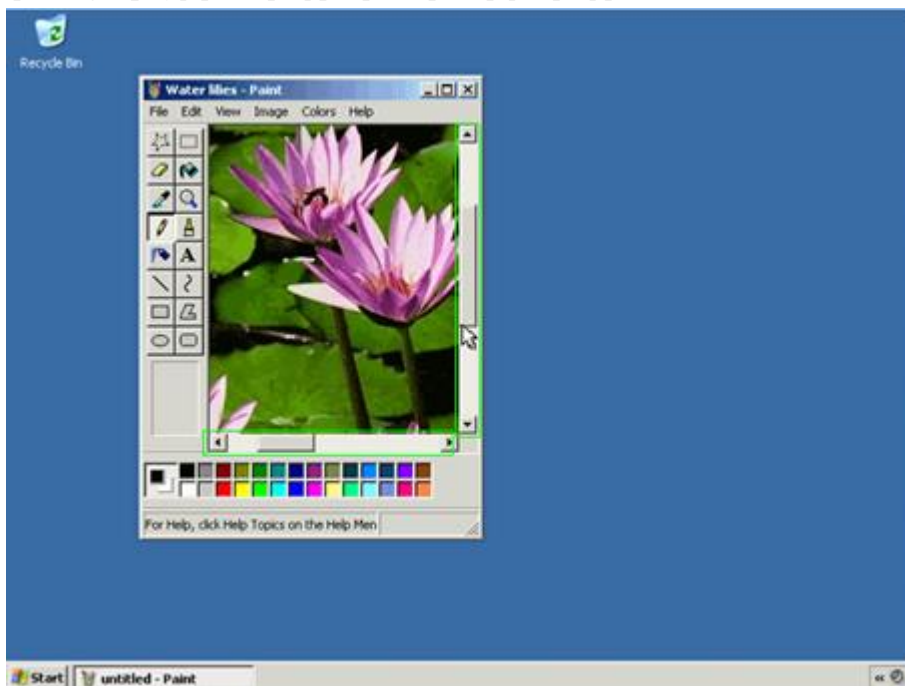 Recycle Bin
Water lilies - Paint
File Edit View Image Colors Help
A
For Help, click Help Topics on the Help Men
Start
untitled - Paint